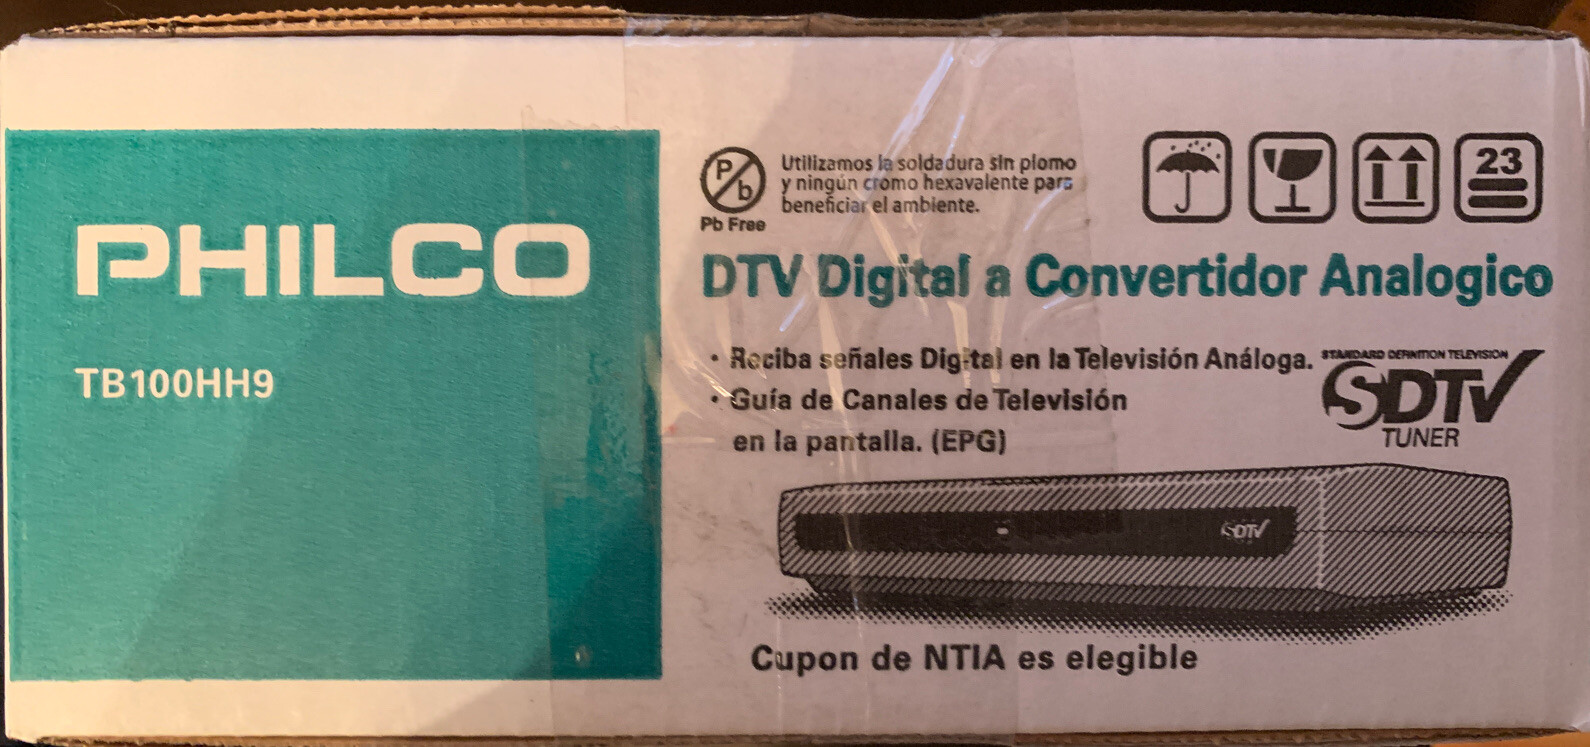 PHILCO
TB100HH9
Pb
Pb Free
Utilizamos la soldadura sin plomo
y ningún cromo hexavalente para
beneficiar el ambiente.
23
DTV Digital a Convertidor Analogico
• Reciba señales Digital en la Televisión Análoga.
• Guía de Canales de Televisión
en la pantalla. (EPG)
STANDARD DEFINITION TELEVISION
SDTV
TUNER
SDTV
Cupon de NTIA es elegible